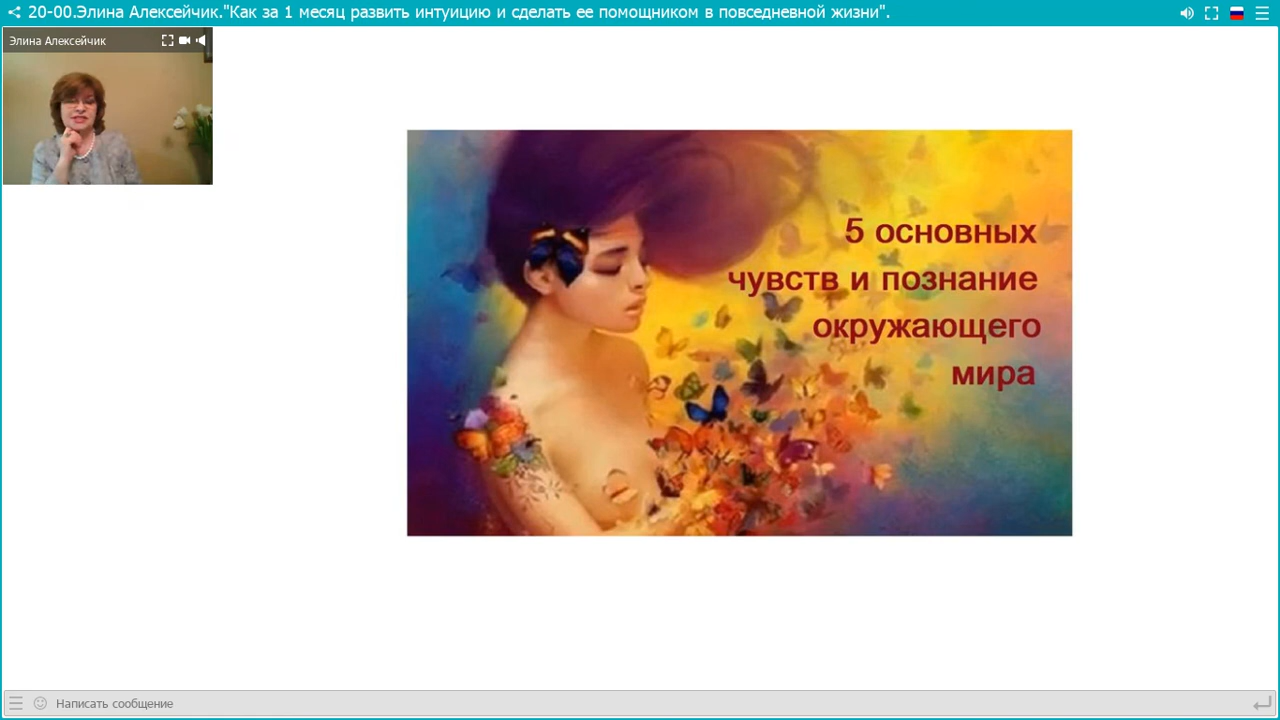 20-00.Элина Алексейчик."Как за 1 месяц развить интуицию и сделать ее помощником в повседневной жизни".
Элина Алексейчик
5 основных
чувств и познание
окружающего
мира
Написать сообщение